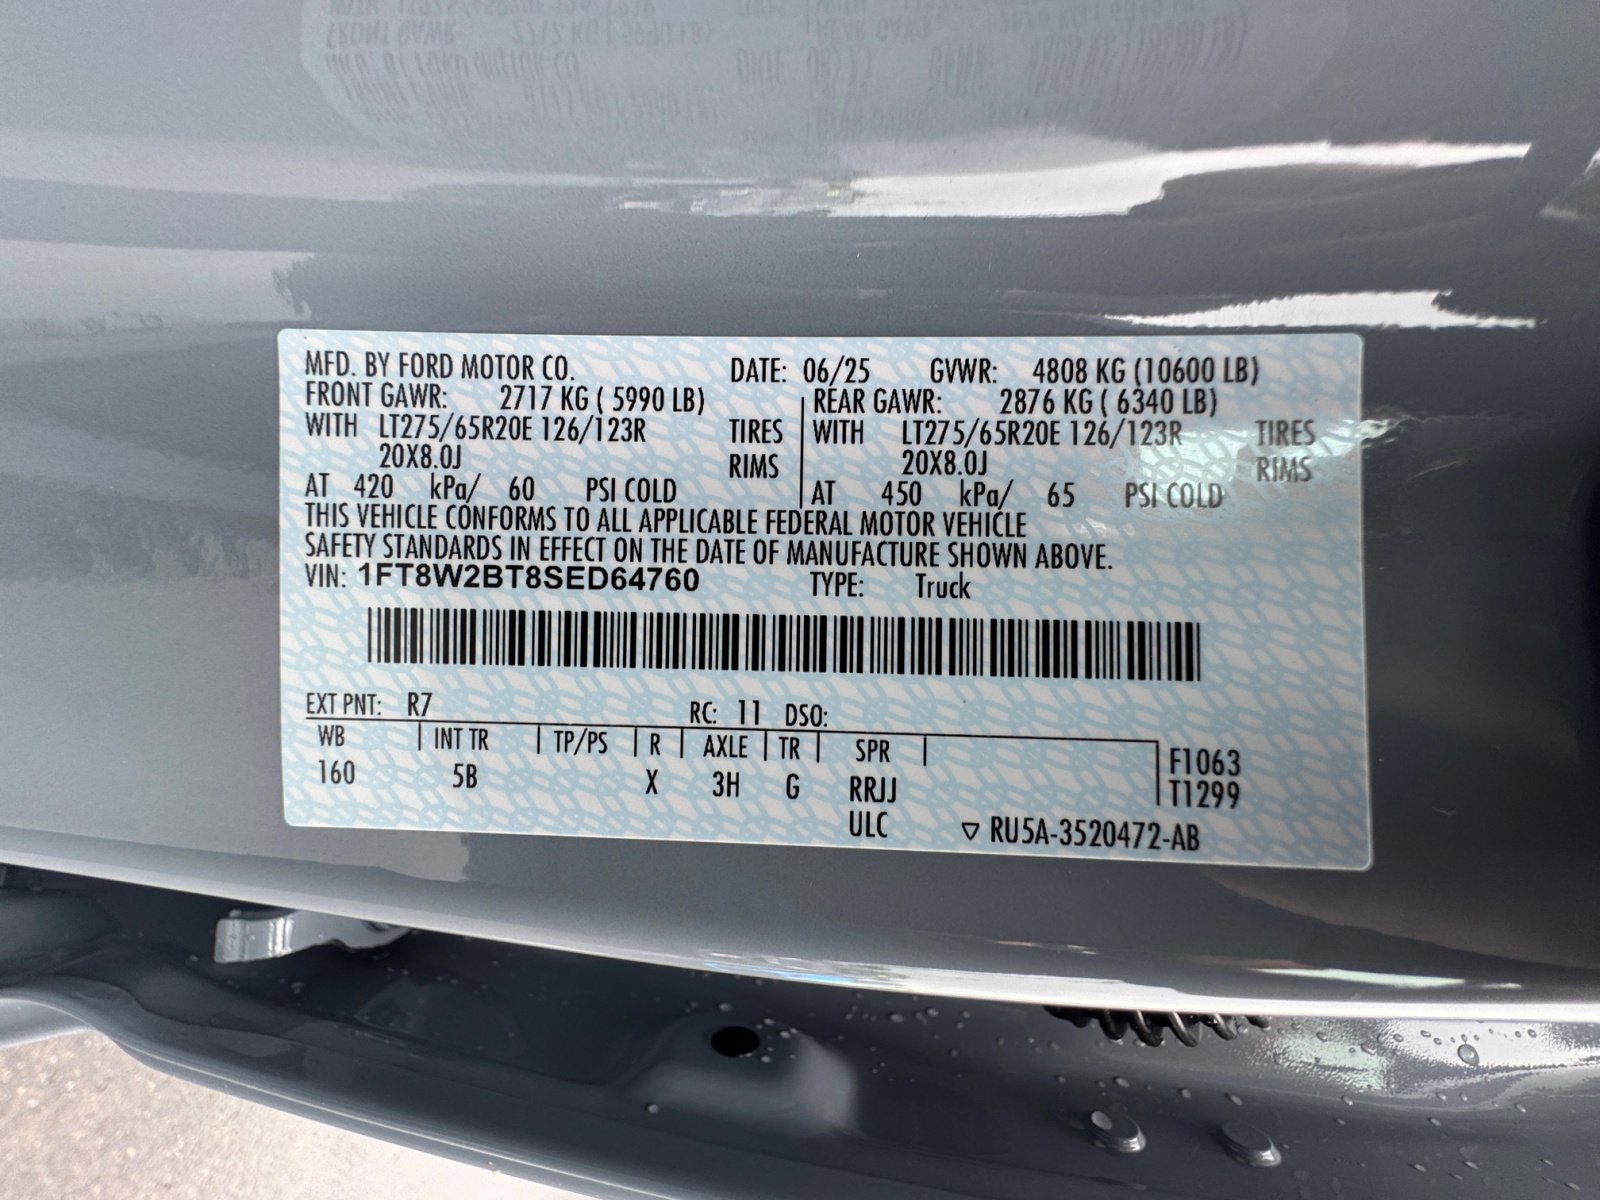 MFD. BY FORD MOTOR CO. DATE: 06/25 GVWR: 4808 KG (10600 LB)
FRONT GAWR: 2717 KG ( 5990 LB) REAR GAWR: 2876 KG ( 6340 LB)
WITH LT275/65R20E 126/123R TIRES WITH LT275/65R20E 126/123R TIRES
20X8.0J RIMS 20X8.0J RIMS
AT 420 kPa/ 60 PSI COLD AT 450 kPa/ 65 PSI COLD
THIS VEHICLE CONFORMS TO ALL APPLICABLE FEDERAL MOTOR VEHICLE
SAFETY STANDARDS IN EFFECT ON THE DATE OF MANUFACTURE SHOWN ABOVE.
VIN: 1FT8W2BT8SED64760 TYPE: Truck
EXT PNT: R7 RC: 11 DSO:
WB INT TR TP/PS R AXLE TR SPR F1063
160 5B X 3H G RRJJ T1299
ULC ▽ RU5A-3520472-AB